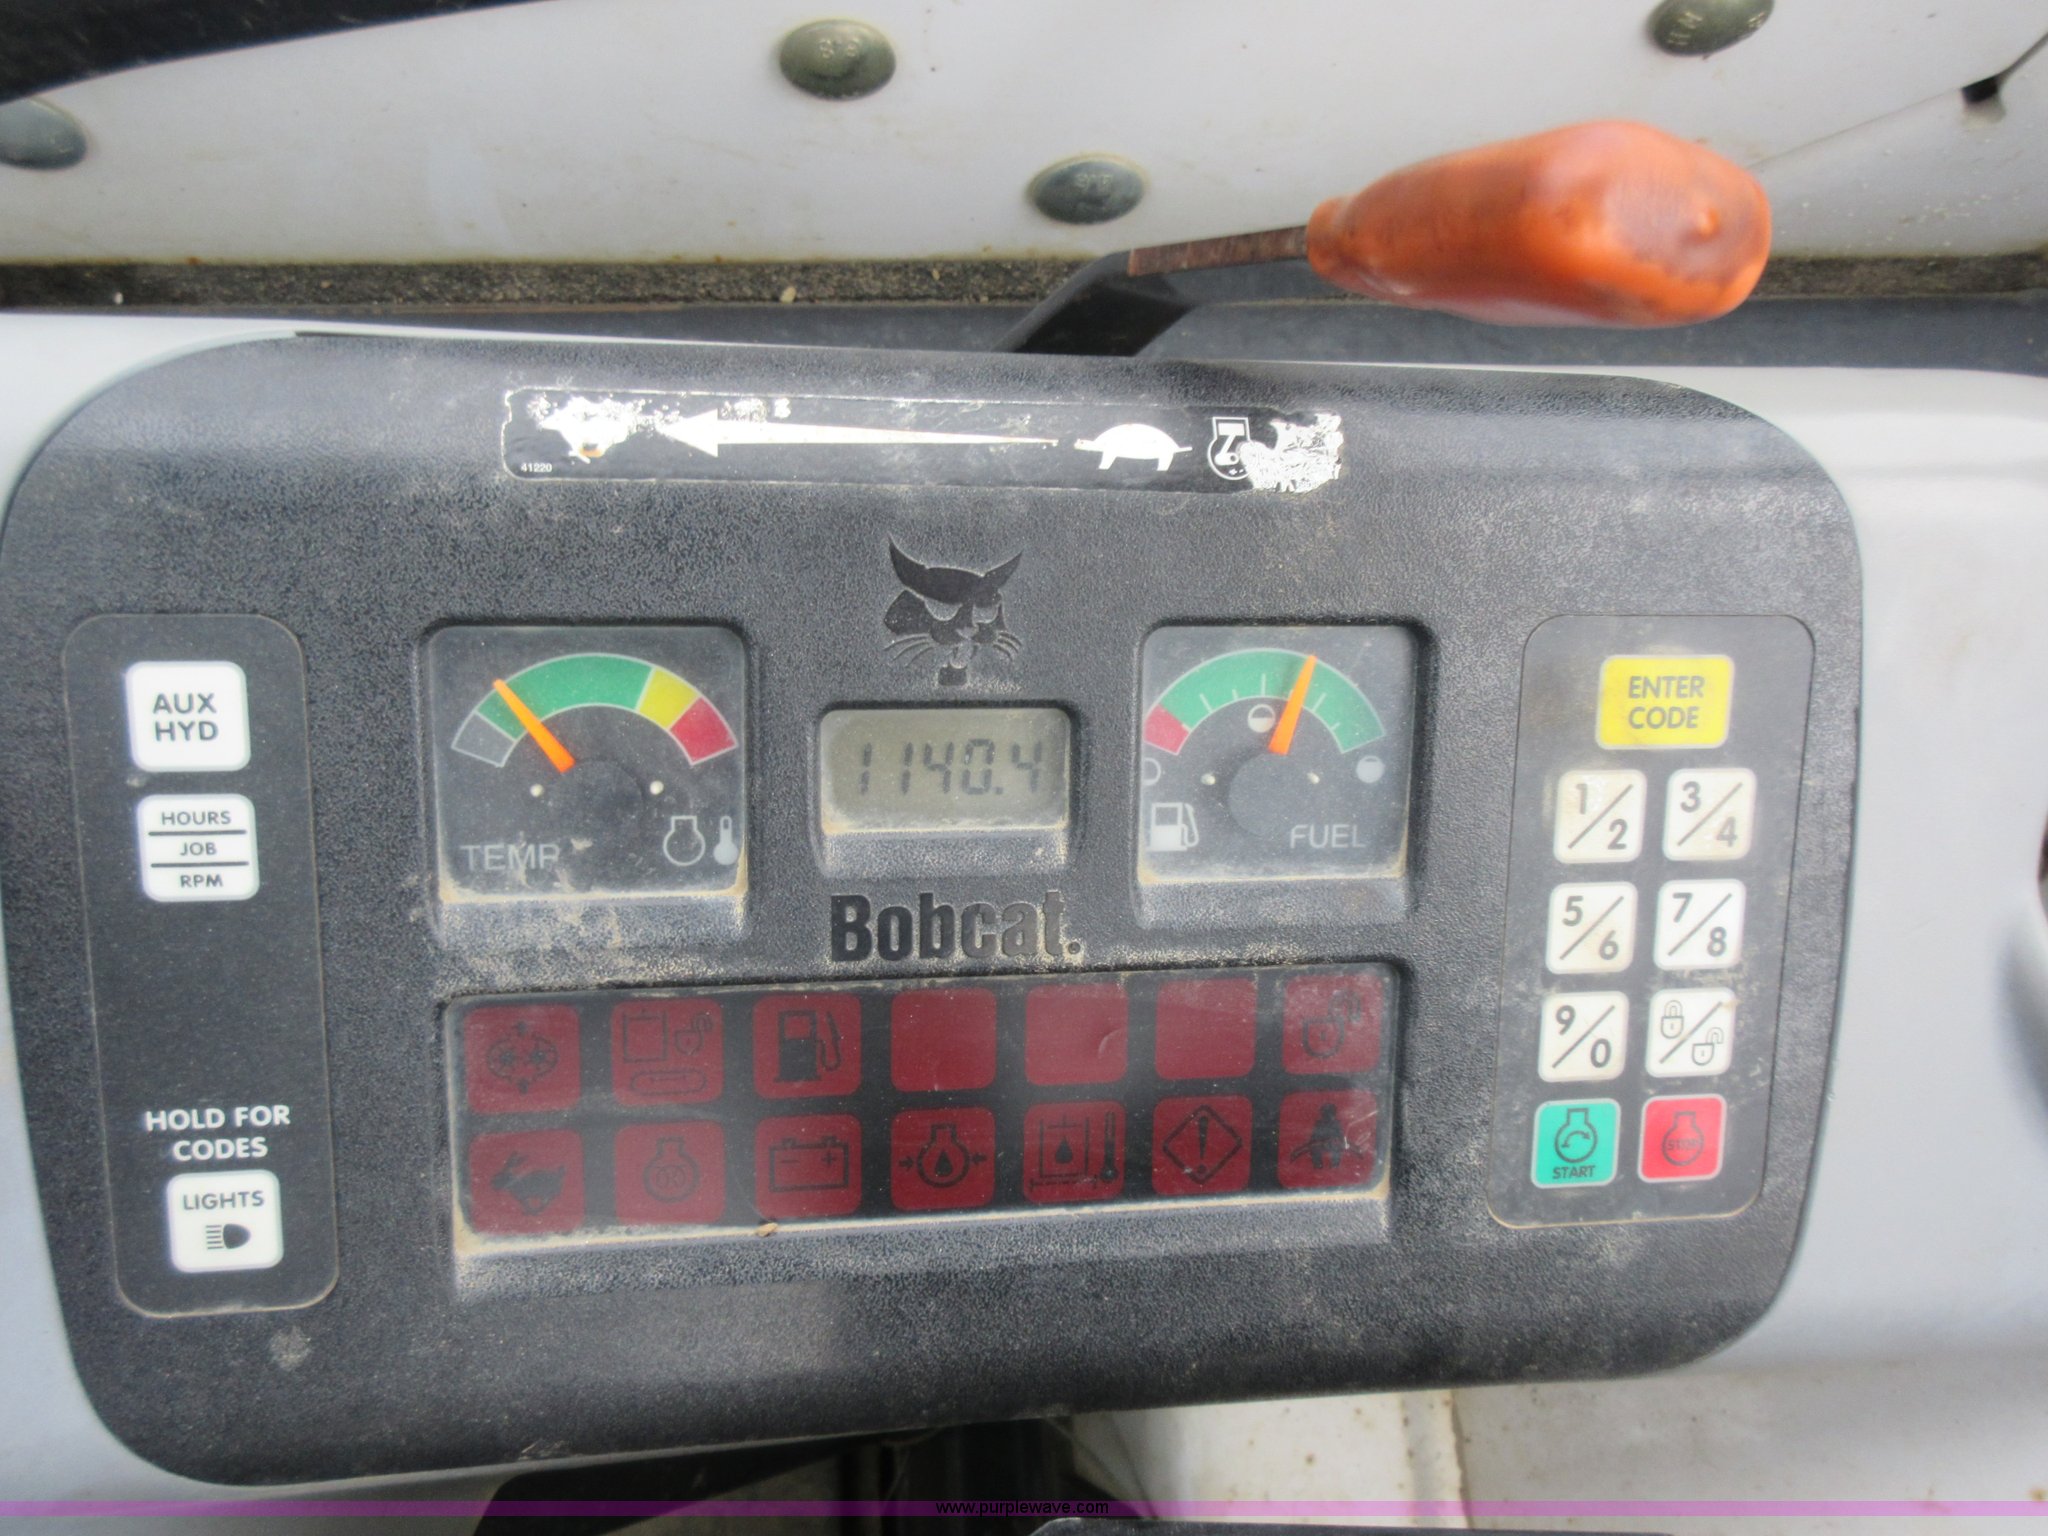 41220
AUX
HYD
HOURS
JOB
RPM
HOLD FOR
CODES
LIGHTS
TEMP
1140.4
Bobcat.
FUEL
ENTER
CODE
1/2
3/4
5/6
7/8
9/0
START
STOP
www.purplewave.com